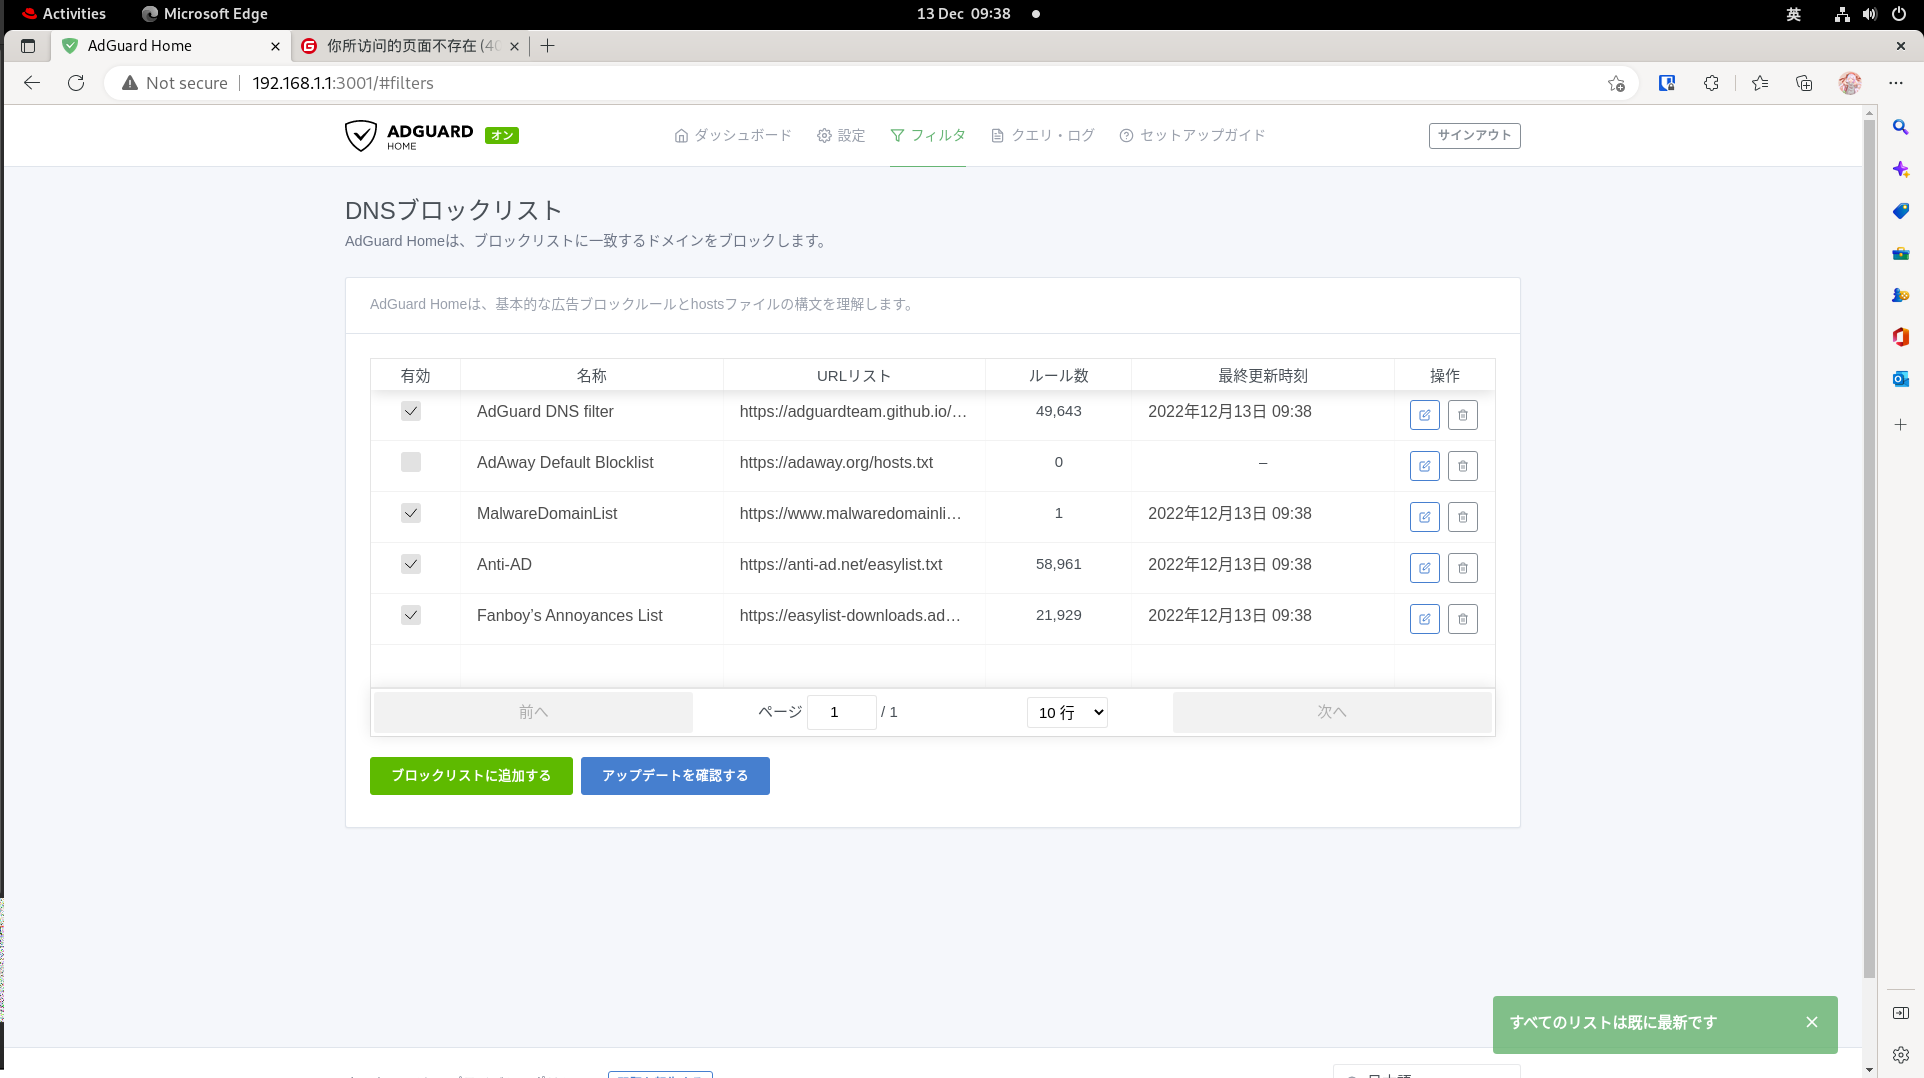 Activities
Microsoft Edge
13 Dec 09:38
英
AdGuard Home
你所访问的页面不存在 (40
Not secure
192.168.1.1:3001/#filters
ADGUARD
HOME
オン
ダッシュボード
設定
フィルタ
クエリ・ログ
セットアップガイド
サインアウト
DNSブロックリスト
AdGuard Homeは、ブロックリストに一致するドメインをブロックします。
AdGuard Homeは、基本的な広告ブロックルールとhostsファイルの構文を理解します。
有効 名称 URLリスト ルール数 最終更新時刻 操作
AdGuard DNS filter https://adguardteam.github.io/… 49,643 2022年12月13日 09:38
AdAway Default Blocklist https://adaway.org/hosts.txt 0 –
MalwareDomainList https://www.malwaredomainli… 1 2022年12月13日 09:38
Anti-AD https://anti-ad.net/easylist.txt 58,961 2022年12月13日 09:38
Fanboy’s Annoyances List https://easylist-downloads.ad… 21,929 2022年12月13日 09:38
前へ
ページ 1 / 1
10 行
次へ
ブロックリストに追加する
アップデートを確認する
すべてのリストは既に最新です
日本語